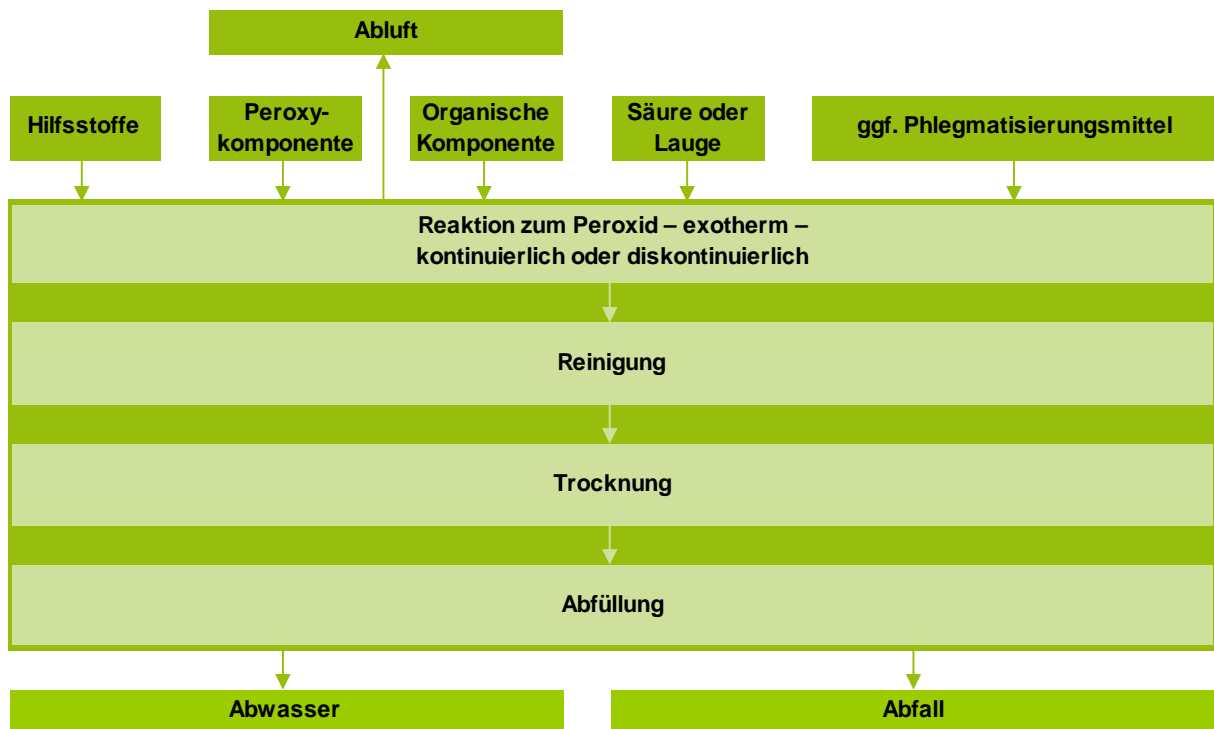 Abluft
Hilfsstoffe
Peroxy-
komponente
Organische
Komponente
Säure oder
Lauge
ggf. Phlegmatisierungsmittel
Reaktion zum Peroxid – exotherm –
kontinuierlich oder diskontinuierlich
Reinigung
Trocknung
Abfüllung
Abwasser
Abfall